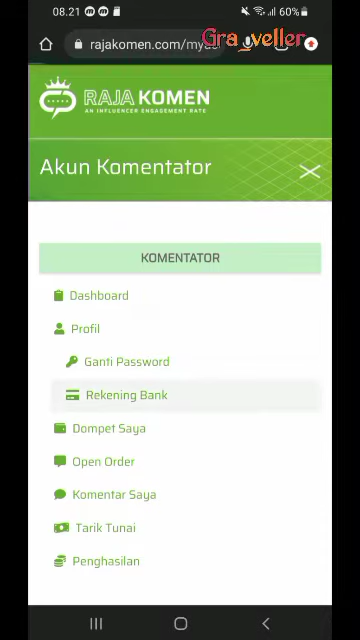 08.21
60%
rajakomen.com/my
Gra_veller
RAJA KOMEN
AN INFLUENCER ENGAGEMENT RATE
Akun Komentator
KOMENTATOR
Dashboard
Profil
Ganti Password
Rekening Bank
Dompet Saya
Open Order
Komentar Saya
Tarik Tunai
Penghasilan